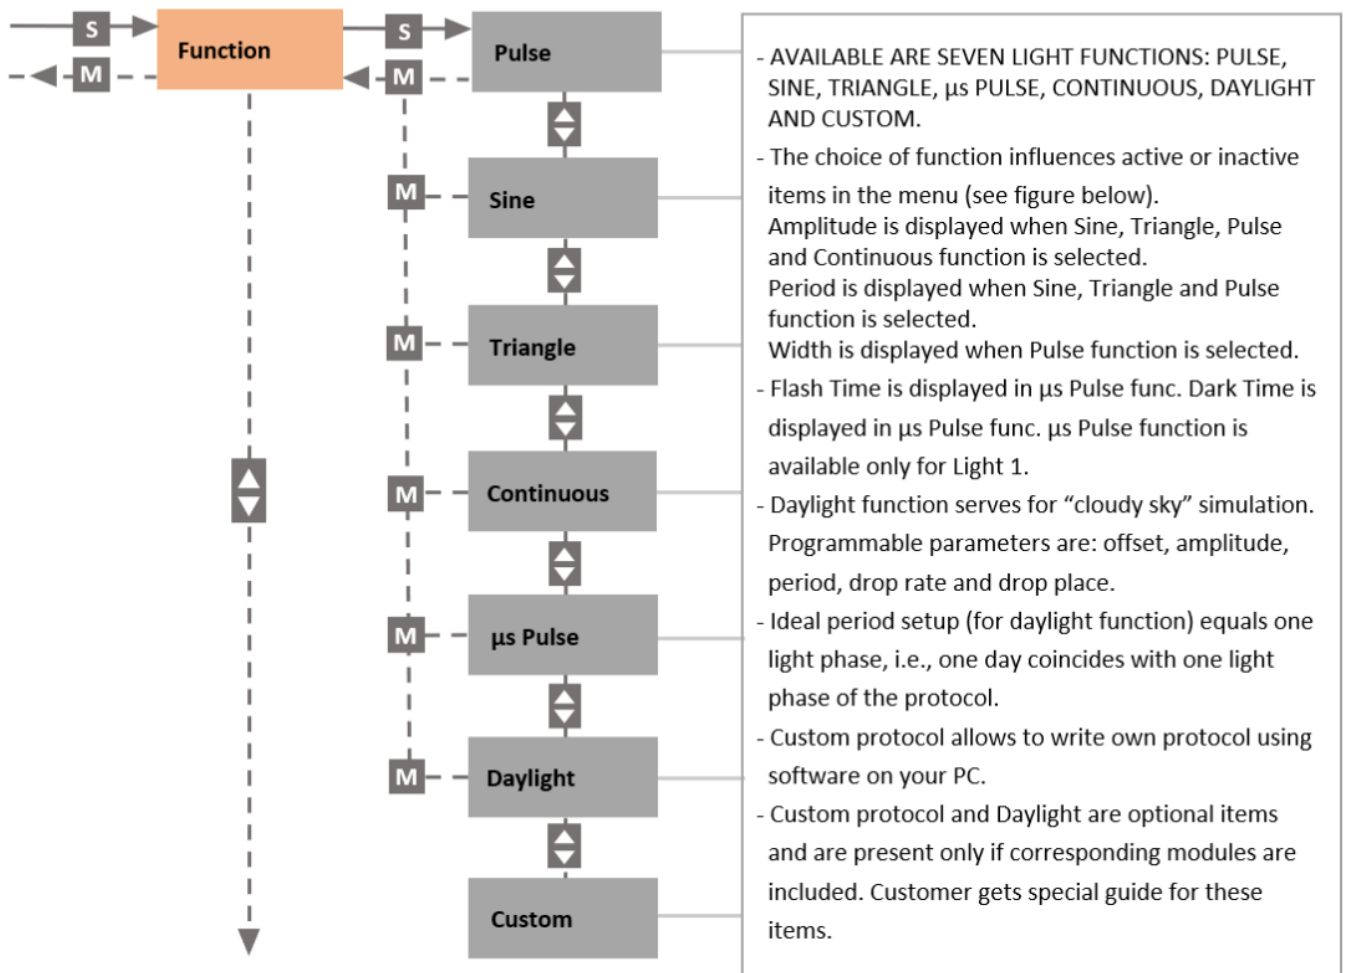 S
Function
M
S
Pulse
M
M
Sine
M
Triangle
M
Continuous
M
µs Pulse
M
Daylight
Custom
- AVAILABLE ARE SEVEN LIGHT FUNCTIONS: PULSE,
SINE, TRIANGLE, µs PULSE, CONTINUOUS, DAYLIGHT
AND CUSTOM.
- The choice of function influences active or inactive
items in the menu (see figure below).
Amplitude is displayed when Sine, Triangle, Pulse
and Continuous function is selected.
Period is displayed when Sine, Triangle and Pulse
function is selected.
Width is displayed when Pulse function is selected.
- Flash Time is displayed in µs Pulse func. Dark Time is
displayed in µs Pulse func. µs Pulse function is
available only for Light 1.
- Daylight function serves for “cloudy sky” simulation.
Programmable parameters are: offset, amplitude,
period, drop rate and drop place.
- Ideal period setup (for daylight function) equals one
light phase, i.e., one day coincides with one light
phase of the protocol.
- Custom protocol allows to write own protocol using
software on your PC.
- Custom protocol and Daylight are optional items
and are present only if corresponding modules are
included. Customer gets special guide for these
items.